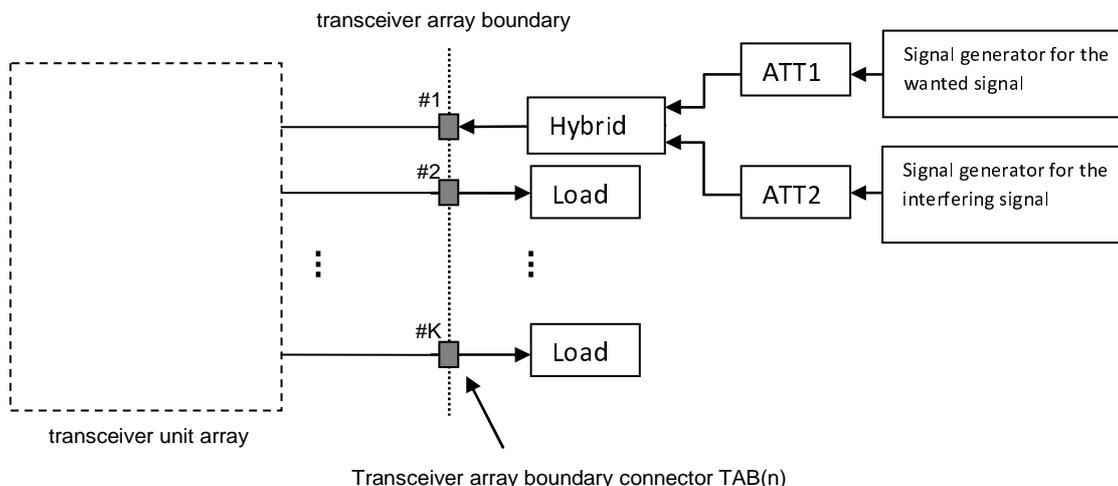 transceiver array boundary
Signal generator for the
wanted signal
ATT1
#1
Hybrid
#2
Load
ATT2
Signal generator for the
interfering signal
#K
Load
transceiver unit array
Transceiver array boundary connector TAB(n)